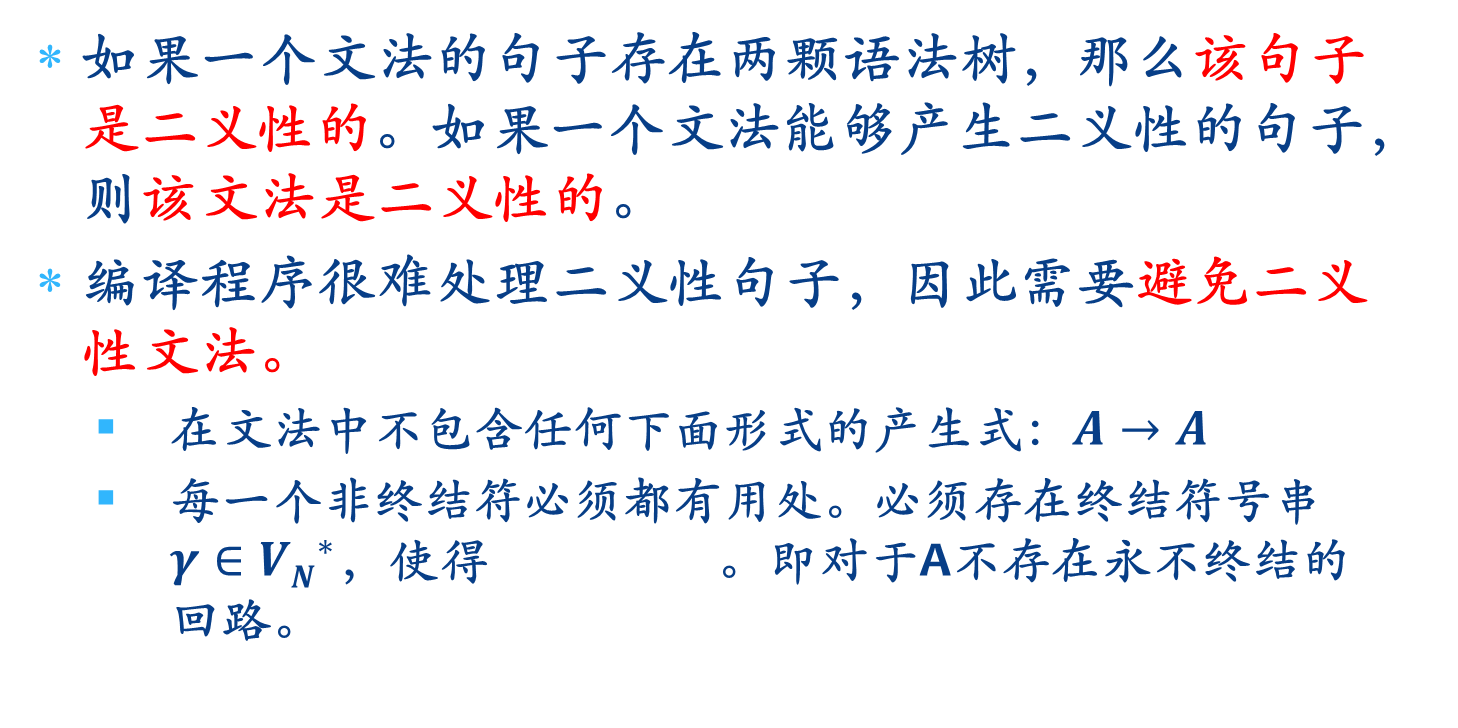 * 如果一个文法的句子存在两颗语法树，那么该句子
是二义性的。如果一个文法能够产生二义性的句子，
则该文法是二义性的。
* 编译程序很难处理二义性句子，因此需要避免二义
性文法。
▪ 在文法中不包含任何下面形式的产生式：A → A
▪ 每一个非终结符必须都有用处。必须存在终结符号串
γ ∈ V_N*，使得 。即对于A不存在永不终结的
回路。